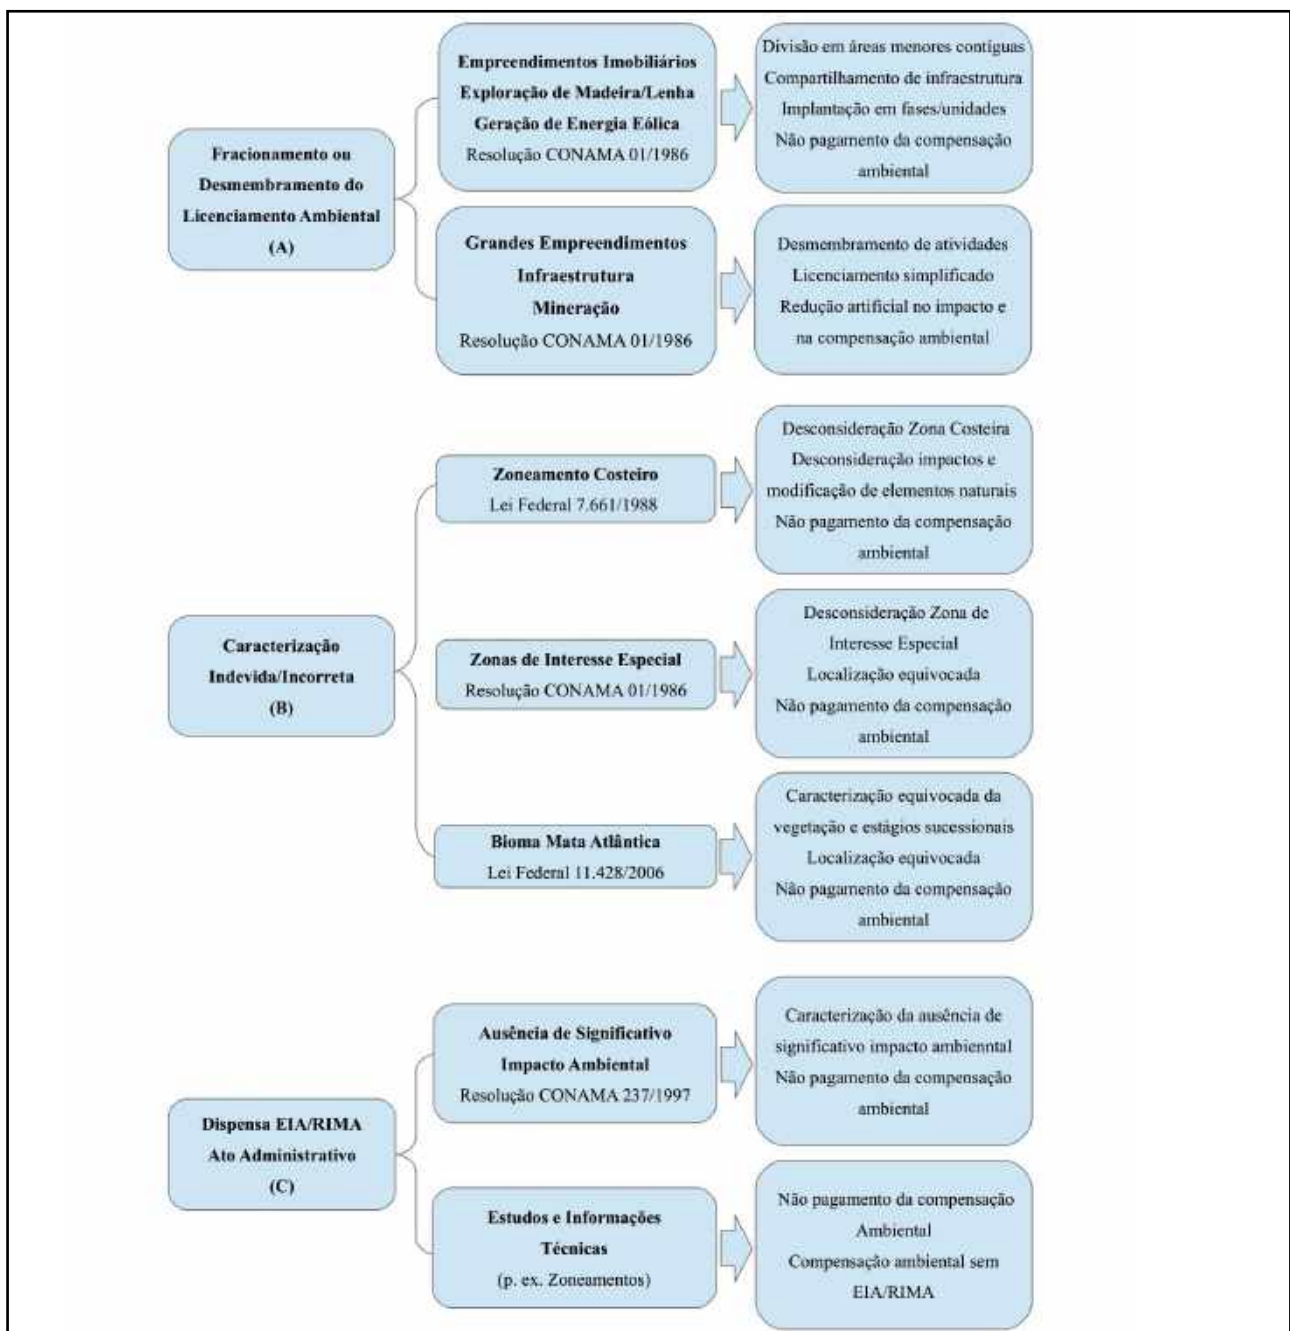 Fracionamento ou
Desmembramento do
Licenciamento Ambiental
(A)
Empreendimentos Imobiliários
Exploração de Madeira/Lenha
Geração de Energia Eólica
Resolução CONAMA 01/1986
Divisão em áreas menores contíguas
Compartilhamento de infraestrutura
Implantação em fases/unidades
Não pagamento da compensação
ambiental
Grandes Empreendimentos
Infraestrutura
Mineração
Resolução CONAMA 01/1986
Desmembramento de atividades
Licenciamento simplificado
Redução artificial no impacto e
na compensação ambiental
Caracterização
Indevida/Incorreta
(B)
Zoneamento Costeiro
Lei Federal 7.661/1988
Desconsideração Zona Costeira
Desconsideração impactos e
modificação de elementos naturais
Não pagamento da compensação
ambiental
Zonas de Interesse Especial
Resolução CONAMA 01/1986
Desconsideração Zona de
Interesse Especial
Localização equivocada
Não pagamento da compensação
ambiental
Bioma Mata Atlântica
Lei Federal 11.428/2006
Caracterização equivocada da
vegetação e estágios sucessionais
Localização equivocada
Não pagamento da compensação
ambiental
Dispensa EIA/RIMA
Ato Administrativo
(C)
Ausência de Significativo
Impacto Ambiental
Resolução CONAMA 237/1997
Caracterização da ausência de
significativo impacto ambienntal
Não pagamento da compensação
ambiental
Estudos e Informações
Técnicas
(p. ex. Zoneamentos)
Não pagamento da compensação
Ambiental
Compensação ambiental sem
EIA/RIMA